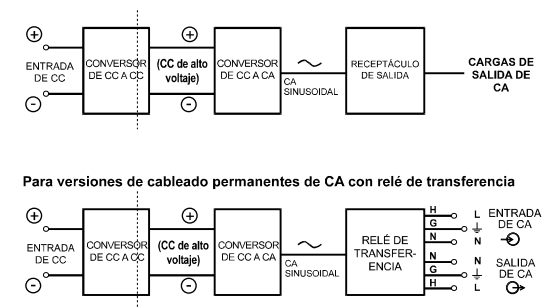 ENTRADA
DE CC
CONVERSOR
DE CC A CC
(CC de alto
voltaje)
CONVERSOR
DE CC A CA
CA
SINUSOIDAL
RECEPTÁCULO
DE SALIDA
CARGAS DE
SALIDA DE
CA
Para versiones de cableado permanentes de CA con relé de transferencia
ENTRADA
DE CC
CONVERSOR
DE CC A CC
(CC de alto
voltaje)
CONVERSOR
DE CC A CA
CA
SINUSOIDAL
RELÉ DE
TRANSFER-
ENCIA
H L
G
N N
ENTRADA
DE CA
N N
G
H L
SALIDA
DE CA